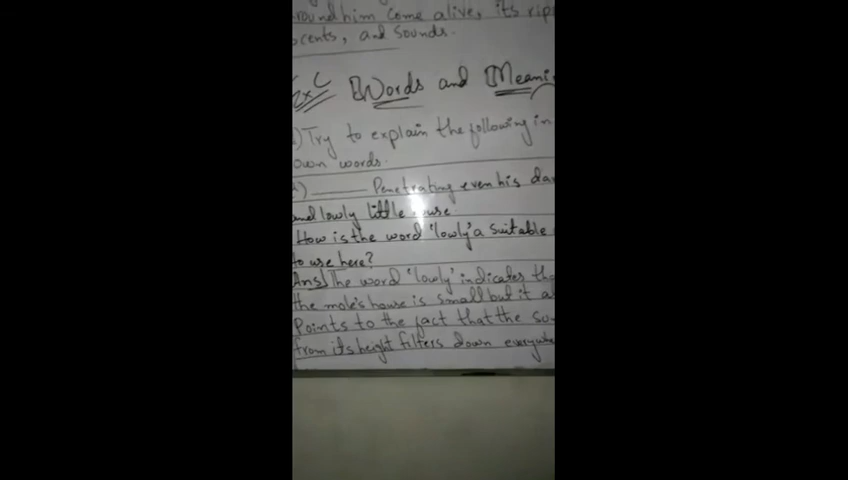 round him come alive, its rip
scents, and sounds.
Ex C Words and Meani
Try to explain the following in
own words.
Penetrating even his da
and lowly little house.
How is the word 'lowly' a suitable
to use here?
Ans) The word 'lowly' indicates tha
the mole's house is small but it a
Points to the fact that the su
from its height filters down everywhe